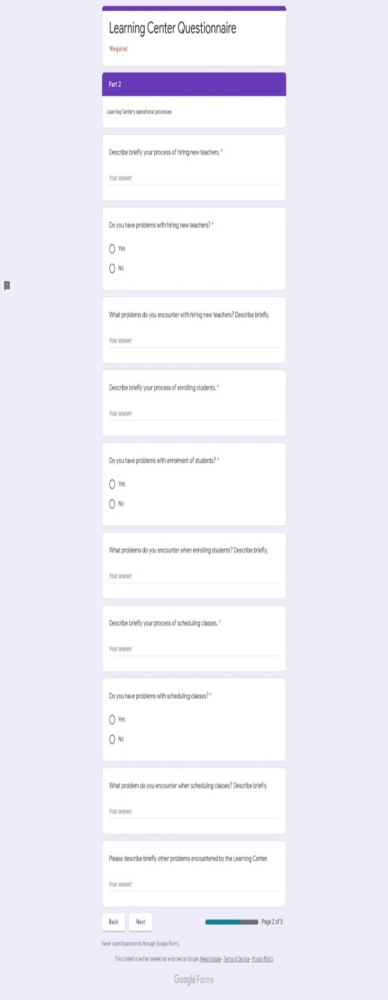 Learning Center Questionnaire
*Required
Part 2
Learning Center's operational processes
Describe briefly your process of hiring new teachers. *
Your answer
Do you have problems with hiring new teachers? *
Yes
No
What problems do you encounter with hiring new teachers? Describe briefly.
Your answer
Describe briefly your process of enrolling students. *
Your answer
Do you have problems with enrolment of students? *
Yes
No
What problems do you encounter when enrolling students? Describe briefly.
Your answer
Describe briefly your process of scheduling classes. *
Your answer
Do you have problems with scheduling classes? *
Yes
No
What problem do you encounter when scheduling classes? Describe briefly.
Your answer
Please describe briefly other problems encountered by the Learning Center.
Your answer
Back Next Page 2 of 3
Never submit passwords through Google Forms.
This content is neither created nor endorsed by Google. Report Abuse - Terms of Service - Privacy Policy
Google Forms